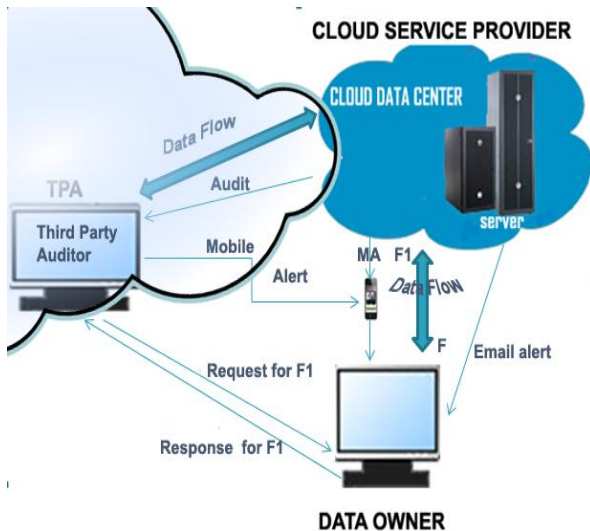 CLOUD SERVICE PROVIDER
CLOUD DATA CENTER
Data Flow
TPA
Audit
Third Party
Auditor
server
Mobile
Alert
MA F1
Data Flow
F
Email alert
Request for F1
Response for F1
DATA OWNER